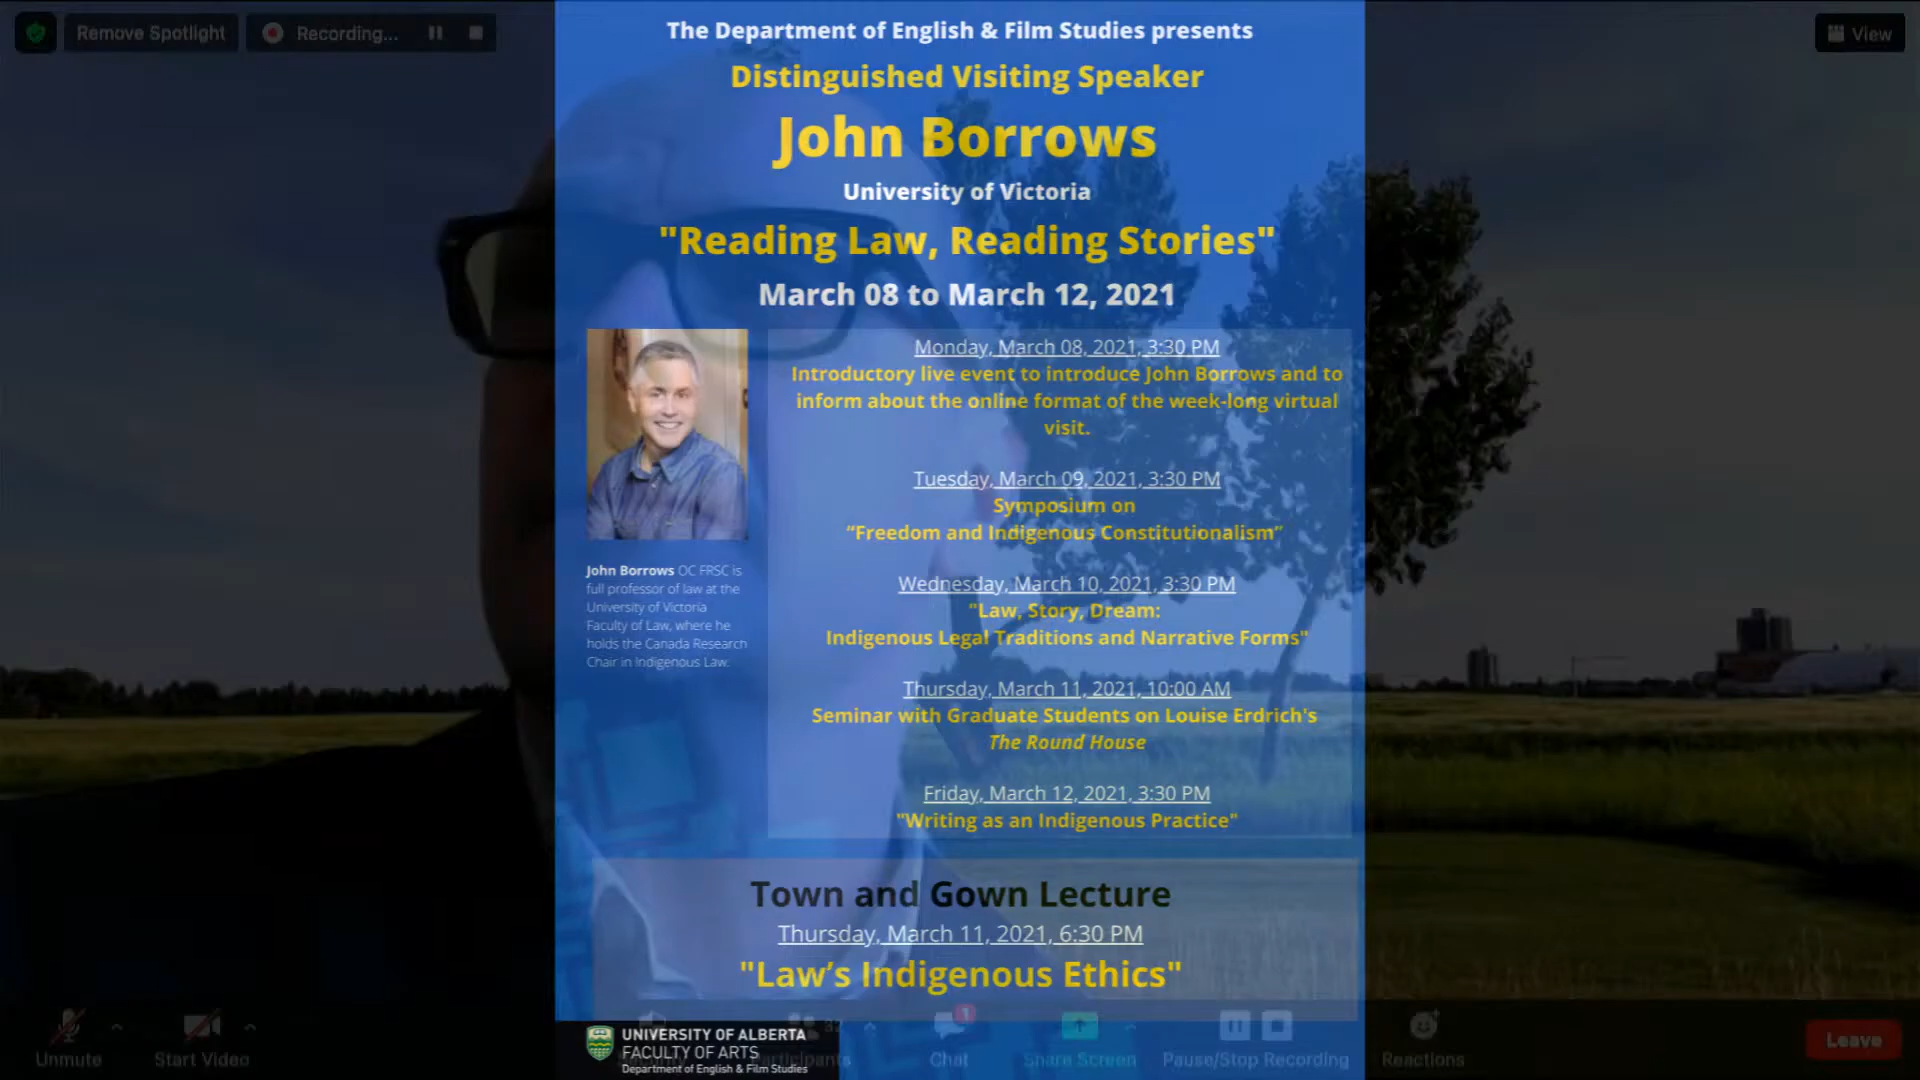 Remove Spotlight
Recording...
View
The Department of English & Film Studies presents
Distinguished Visiting Speaker
John Borrows
University of Victoria
"Reading Law, Reading Stories"
March 08 to March 12, 2021
Monday, March 08, 2021, 3:30 PM
Introductory live event to introduce John Borrows and to
inform about the online format of the week-long virtual
visit.
Tuesday, March 09, 2021, 3:30 PM
Symposium on
“Freedom and Indigenous Constitutionalism”
Wednesday, March 10, 2021, 3:30 PM
"Law, Story, Dream:
Indigenous Legal Traditions and Narrative Forms"
Thursday, March 11, 2021, 10:00 AM
Seminar with Graduate Students on Louise Erdrich's
The Round House
Friday, March 12, 2021, 3:30 PM
"Writing as an Indigenous Practice"
John Borrows OC FRSC is
full professor of law at the
University of Victoria
Faculty of Law, where he
holds the Canada Research
Chair in Indigenous Law.
Town and Gown Lecture
Thursday, March 11, 2021, 6:30 PM
"Law’s Indigenous Ethics"
UNIVERSITY OF ALBERTA
FACULTY OF ARTS
Department of English & Film Studies
Unmute
Start Video
Participants
Chat
1
Share Screen
Pause/Stop Recording
Reactions
Leave